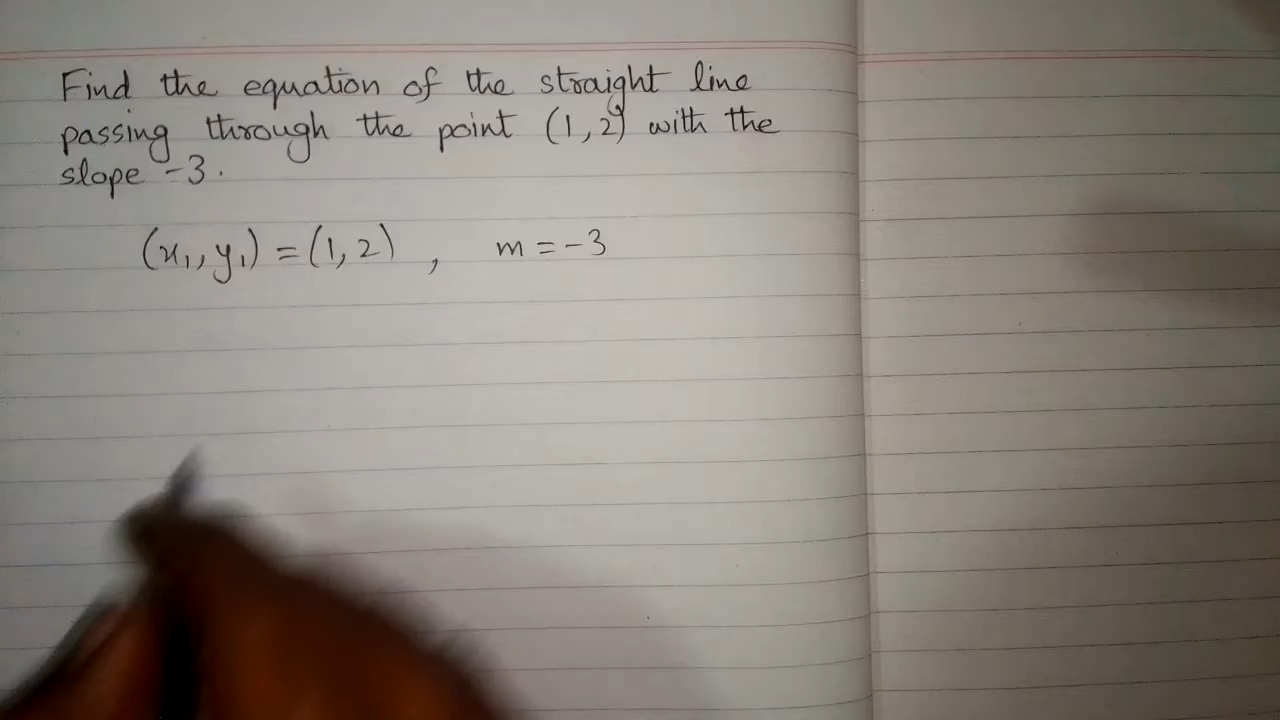 Find the equation of the straight line
passing through the point (1,2) with the
slope -3.
(x₁, y₁) = (1, 2) , m = -3